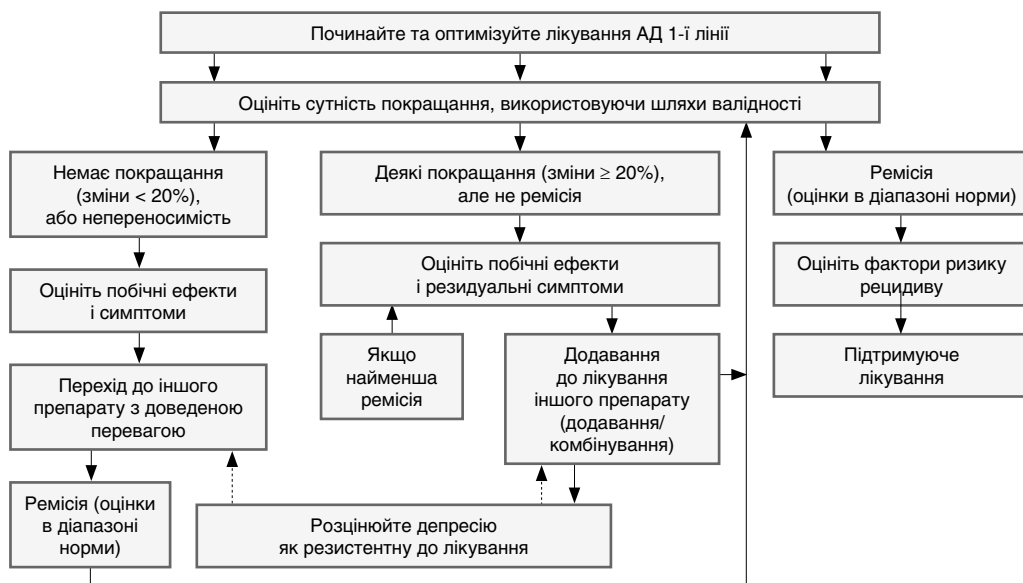 Починайте та оптимізуйте лікування АД 1-ї лінії
Оцініть сутність покращання, використовуючи шляхи валідності
Немає покращання
(зміни < 20%),
або непереносимість
Деякі покращання (зміни ≥ 20%),
але не ремісія
Ремісія
(оцінки в діапазоні норми)
Оцініть побічні ефекти
і симптоми
Оцініть побічні ефекти
і резидуальні симптоми
Оцініть фактори ризику
рецидиву
Перехід до іншого
препарату з доведеною
перевагою
Якщо
найменша
ремісія
Додавання
до лікування
іншого препарату
(додавання/
комбінування)
Підтримуюче
лікування
Ремісія (оцінки
в діапазоні
норми)
Розцінюйте депресію
як резистентну до лікування